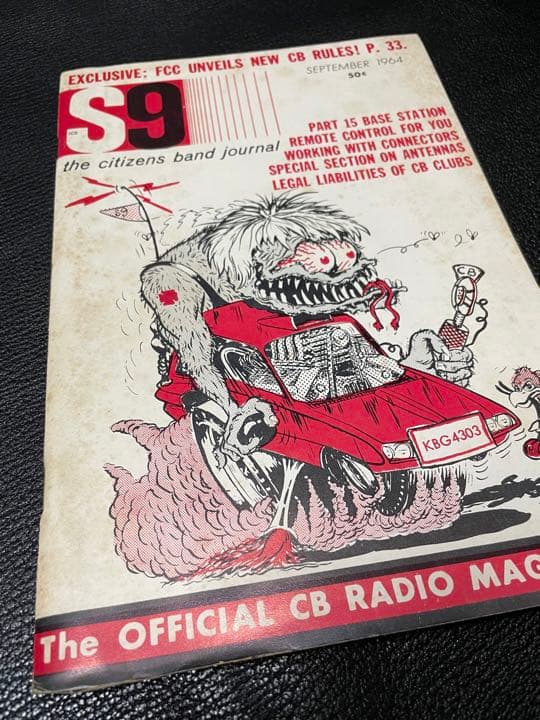 EXCLUSIVE; FCC UNVEILS NEW CB RULES! P. 33.
SEPTEMBER 1964
50¢
S9
the citizens band journal
PART 15 BASE STATION
REMOTE CONTROL FOR YOU
WORKING WITH CONNECTORS
SPECIAL SECTION ON ANTENNAS
LEGAL LIABILITIES OF CB CLUBS
CB
KBG4303
The OFFICIAL CB RADIO MAG